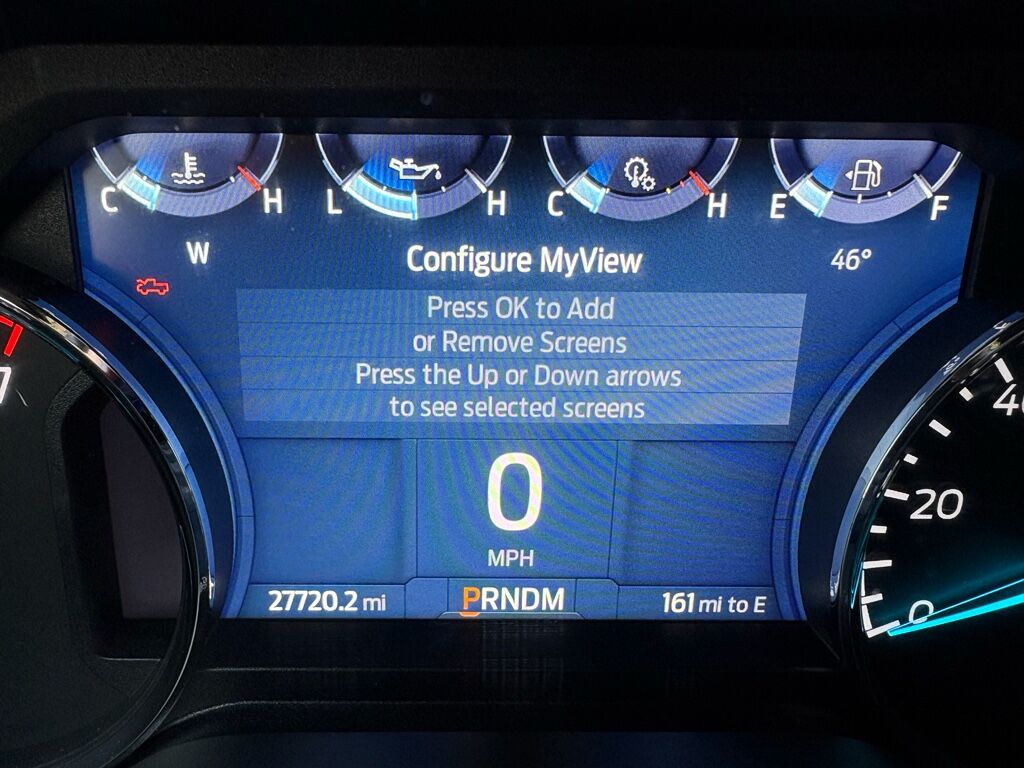 C H L H C H E F
W Configure MyView 46°
Press OK to Add
or Remove Screens
Press the Up or Down arrows
to see selected screens
7
20
0
MPH
27720.2 mi PRNDM 161 mi to E
0